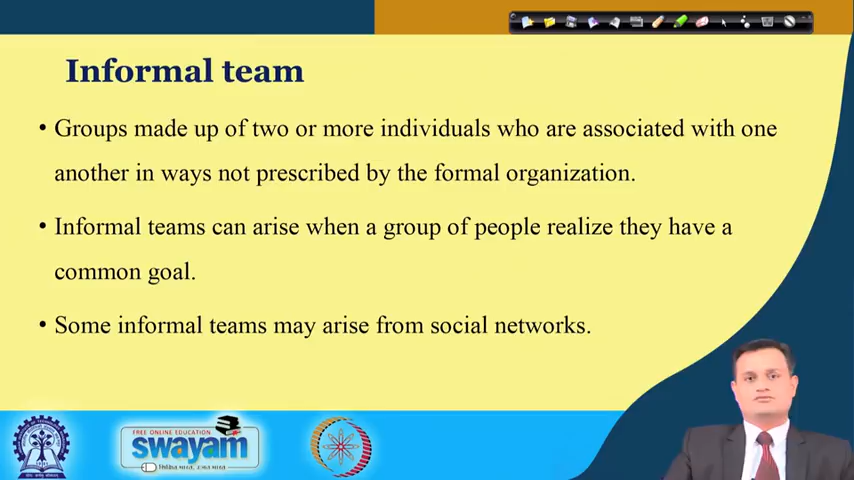 Informal team
• Groups made up of two or more individuals who are associated with one
another in ways not prescribed by the formal organization.
• Informal teams can arise when a group of people realize they have a
common goal.
• Some informal teams may arise from social networks.
FREE ONLINE EDUCATION
swayam